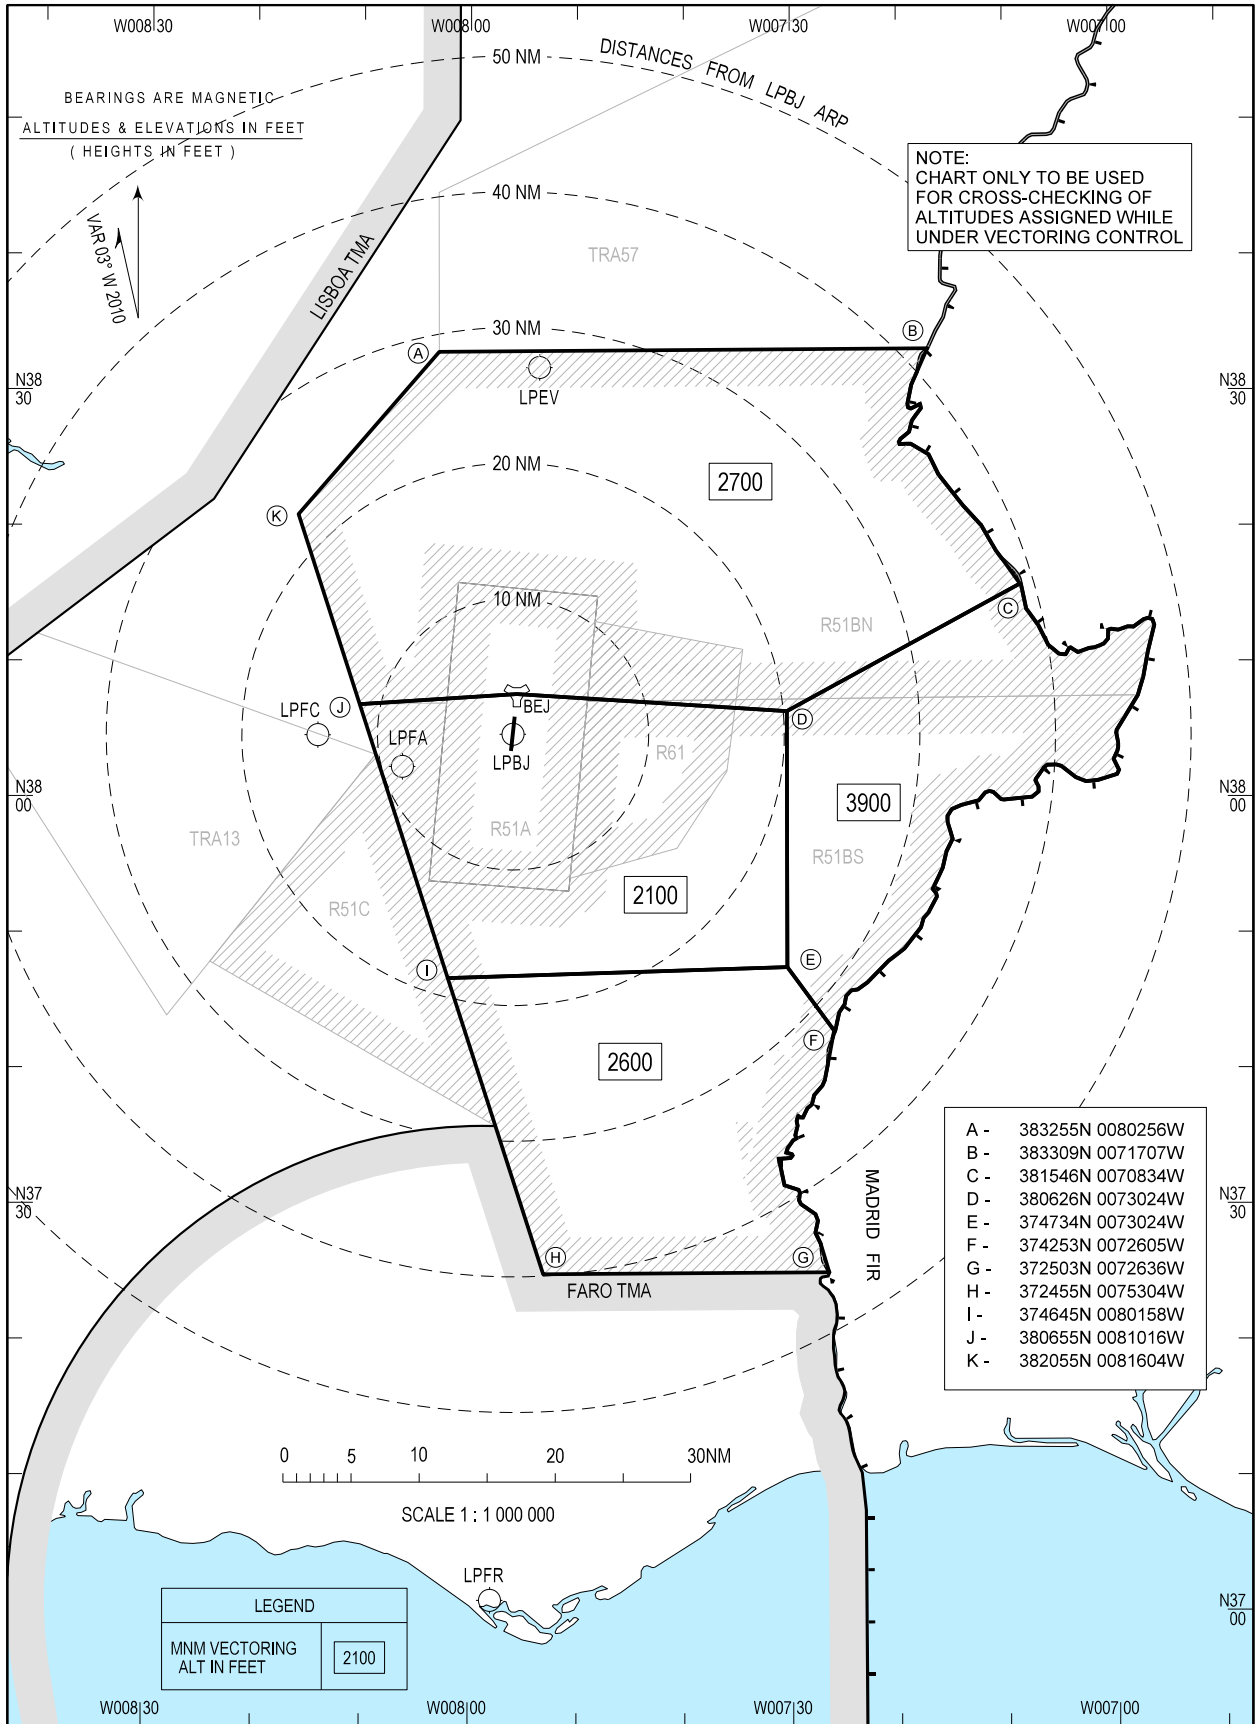 W008 30
W008 00
W007 30
W007 00
50 NM
DISTANCES FROM LPBJ ARP
BEARINGS ARE MAGNETIC
ALTITUDES & ELEVATIONS IN FEET
( HEIGHTS IN FEET )
NOTE:
CHART ONLY TO BE USED
FOR CROSS-CHECKING OF
ALTITUDES ASSIGNED WHILE
UNDER VECTORING CONTROL
40 NM
VAR 03° W 2010
LISBOA TMA
TRA57
30 NM
A
B
N38
30
LPEV
N38
30
20 NM
2700
K
10 NM
C
R51BN
J
BEJ
D
LPFC
LPFA
LPBJ
R61
N38
00
3900
N38
00
TRA13
R51A
R51BS
R51C
2100
I
E
F
2600
A - 383255N 0080256W
B - 383309N 0071707W
C - 381546N 0070834W
D - 380626N 0073024W
E - 374734N 0073024W
F - 374253N 0072605W
G - 372503N 0072636W
H - 372455N 0075304W
I - 374645N 0080158W
J - 380655N 0081016W
K - 382055N 0081604W
MADRID FIR
N37
30
N37
30
H
G
FARO TMA
0 5 10 20 30NM
SCALE 1 : 1 000 000
LPFR
LEGEND
MNM VECTORING
ALT IN FEET
2100
N37
00
W008 30
W008 00
W007 30
W007 00